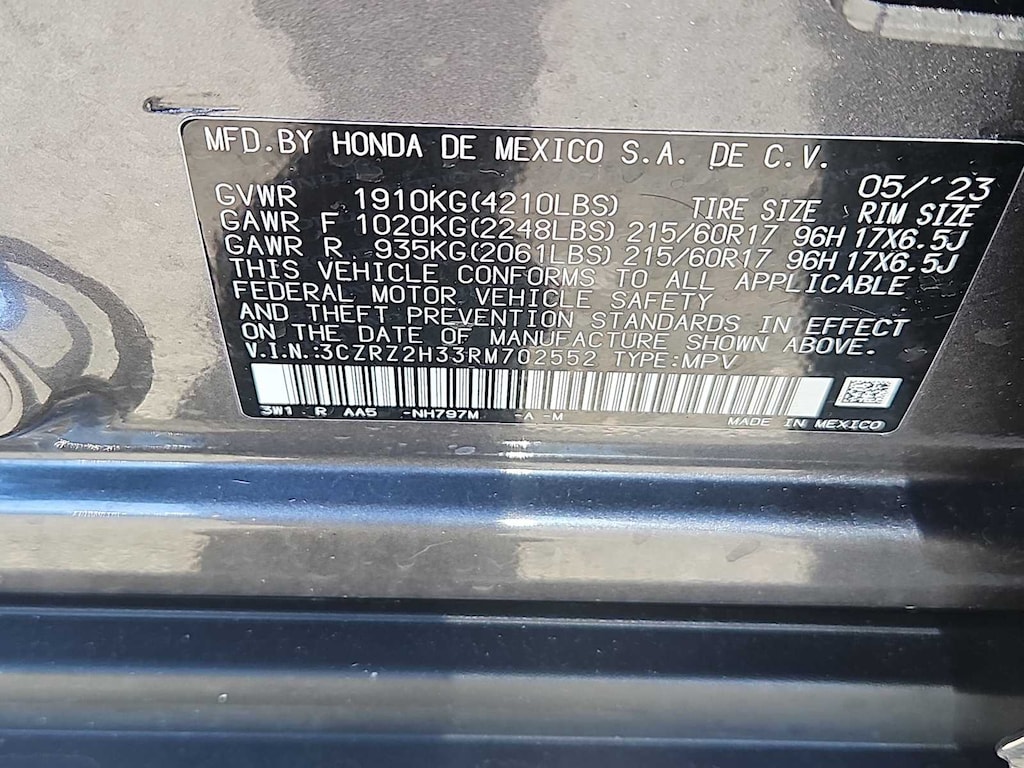 MFD.BY HONDA DE MEXICO S.A. DE C.V.
05/'23
GVWR 1910KG(4210LBS) TIRE SIZE RIM SIZE
GAWR F 1020KG(2248LBS) 215/60R17 96H 17X6.5J
GAWR R 935KG(2061LBS) 215/60R17 96H 17X6.5J
THIS VEHICLE CONFORMS TO ALL APPLICABLE
FEDERAL MOTOR VEHICLE SAFETY
AND THEFT PREVENTION STANDARDS IN EFFECT
ON THE DATE OF MANUFACTURE SHOWN ABOVE.
V.I.N.:3CZRZ2H33RM702552 TYPE:MPV
3W1 R AA5 -NH797M -A -M
MADE IN MEXICO